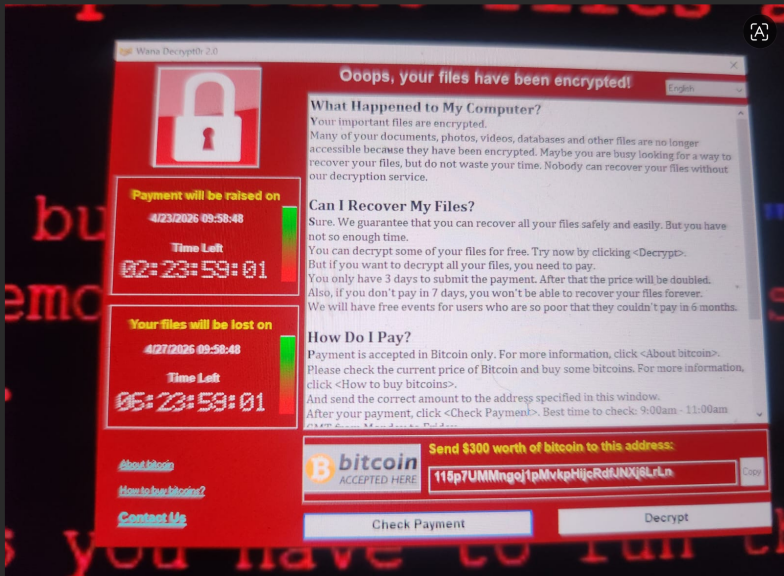 Wana Decrypt0r 2.0
Ooops, your files have been encrypted!
English
What Happened to My Computer?
Your important files are encrypted.
Many of your documents, photos, videos, databases and other files are no longer
accessible because they have been encrypted. Maybe you are busy looking for a way to
recover your files, but do not waste your time. Nobody can recover your files without
our decryption service.
Can I Recover My Files?
Sure. We guarantee that you can recover all your files safely and easily. But you have
not so enough time.
You can decrypt some of your files for free. Try now by clicking <Decrypt>.
But if you want to decrypt all your files, you need to pay.
You only have 3 days to submit the payment. After that the price will be doubled.
Also, if you don't pay in 7 days, you won't be able to recover your files forever.
We will have free events for users who are so poor that they couldn't pay in 6 months.
How Do I Pay?
Payment is accepted in Bitcoin only. For more information, click <About bitcoin>.
Please check the current price of Bitcoin and buy some bitcoins. For more information,
click <How to buy bitcoins>.
And send the correct amount to the address specified in this window.
After your payment, click <Check Payment>. Best time to check: 9:00am - 11:00am
Payment will be raised on
4/23/2026 09:58:48
Time Left
02:23:59:01
Your files will be lost on
4/27/2026 09:58:48
Time Left
06:23:59:01
About bitcoin
How to buy bitcoins?
Contact Us
bitcoin
ACCEPTED HERE
Send $300 worth of bitcoin to this address:
Copy
Check Payment
Decrypt
you have to run